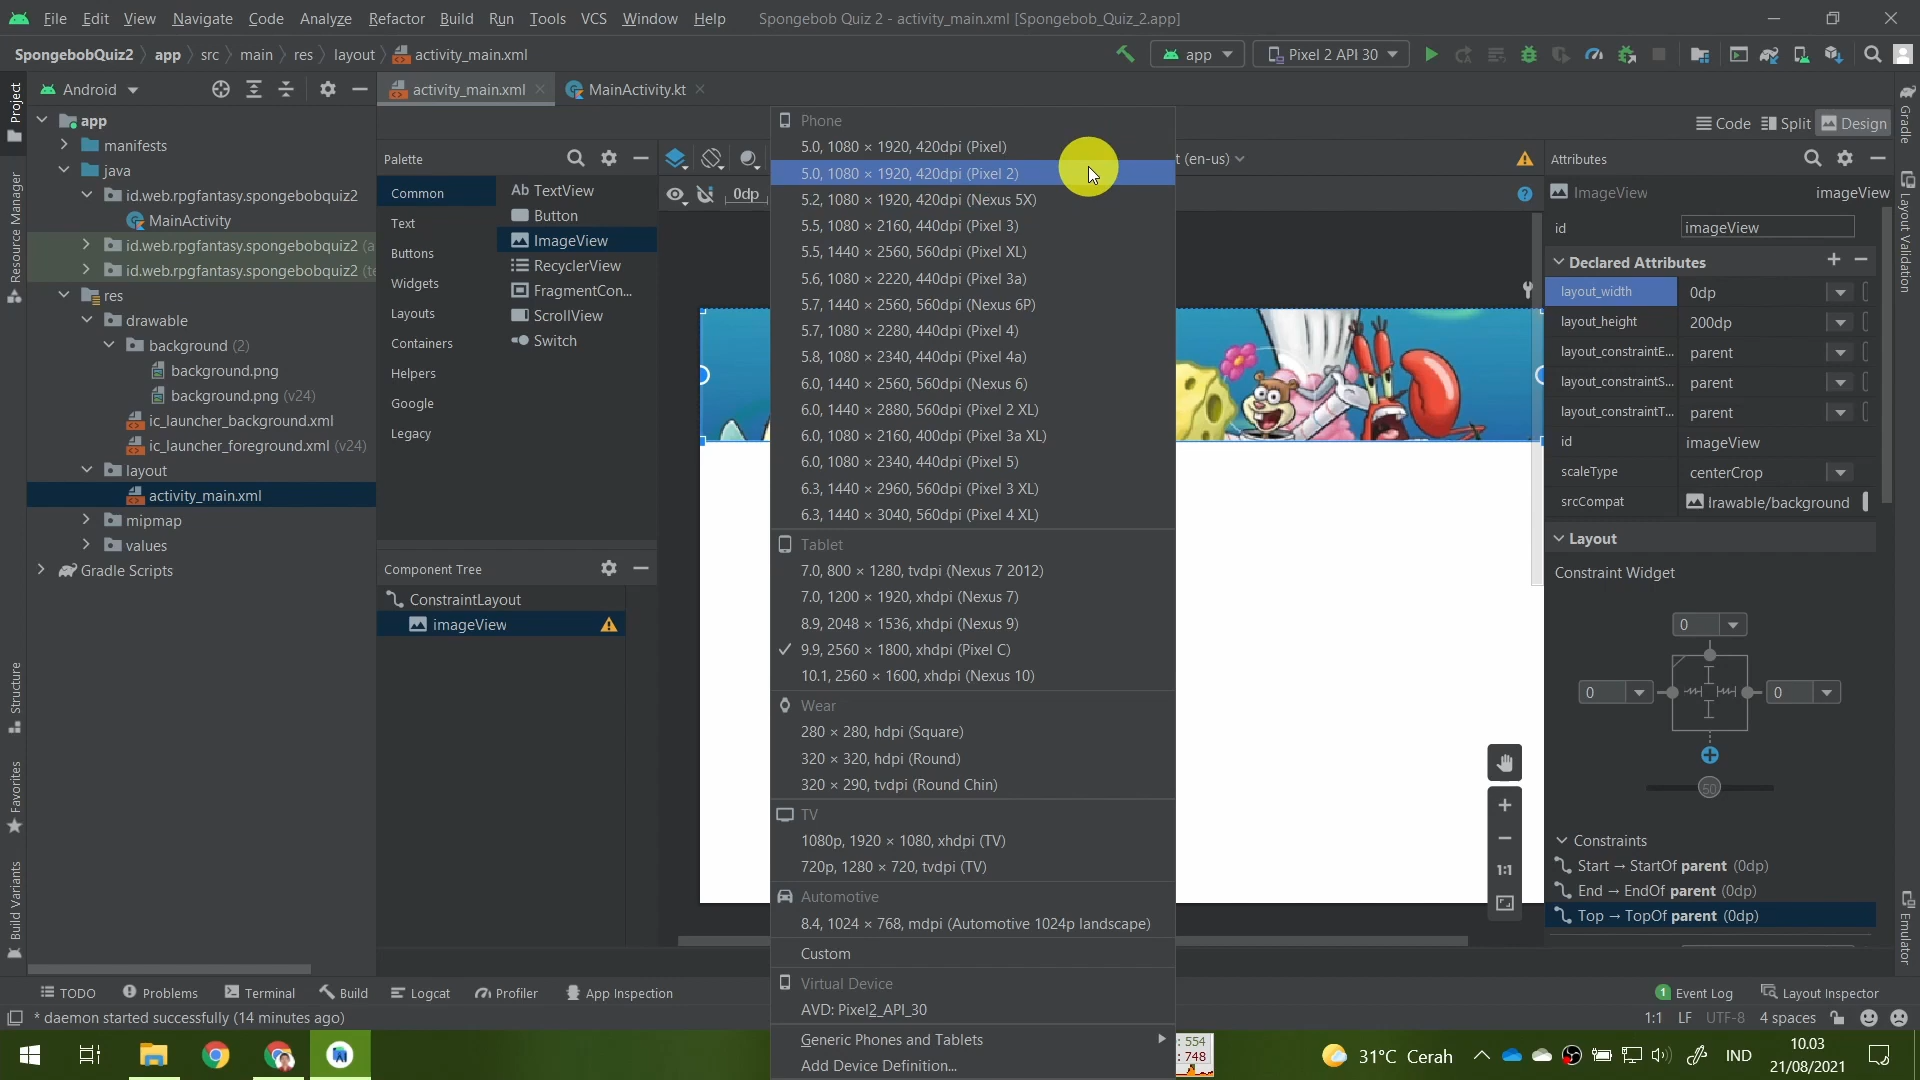 File Edit View Navigate Code Analyze Refactor Build Run Tools VCS Window Help Spongebob Quiz 2 - activity_main.xml [Spongebob_Quiz_2.app]
SpongebobQuiz2 app src main res layout activity_main.xml app Pixel 2 API 30
Android activity_main.xml MainActivity.kt
Project
Resource Manager
Structure
Favorites
Build Variants
app
manifests
java
id.web.rpgfantasy.spongebobquiz2
MainActivity
id.web.rpgfantasy.spongebobquiz2 (a
id.web.rpgfantasy.spongebobquiz2 (te
res
drawable
background (2)
background.png
background.png (v24)
ic_launcher_background.xml
ic_launcher_foreground.xml (v24)
layout
activity_main.xml
mipmap
values
Gradle Scripts
Palette
Common
Text
Buttons
Widgets
Layouts
Containers
Helpers
Google
Legacy
Ab TextView
Button
ImageView
RecyclerView
FragmentCon...
ScrollView
Switch
Component Tree
ConstraintLayout
imageView
0dp
t (en-us)
Phone
5.0, 1080 × 1920, 420dpi (Pixel)
5.0, 1080 × 1920, 420dpi (Pixel 2)
5.2, 1080 × 1920, 420dpi (Nexus 5X)
5.5, 1080 × 2160, 440dpi (Pixel 3)
5.5, 1440 × 2560, 560dpi (Pixel XL)
5.6, 1080 × 2220, 440dpi (Pixel 3a)
5.7, 1440 × 2560, 560dpi (Nexus 6P)
5.7, 1080 × 2280, 440dpi (Pixel 4)
5.8, 1080 × 2340, 440dpi (Pixel 4a)
6.0, 1440 × 2560, 560dpi (Nexus 6)
6.0, 1440 × 2880, 560dpi (Pixel 2 XL)
6.0, 1080 × 2160, 400dpi (Pixel 3a XL)
6.0, 1080 × 2340, 440dpi (Pixel 5)
6.3, 1440 × 2960, 560dpi (Pixel 3 XL)
6.3, 1440 × 3040, 560dpi (Pixel 4 XL)
Tablet
7.0, 800 × 1280, tvdpi (Nexus 7 2012)
7.0, 1200 × 1920, xhdpi (Nexus 7)
8.9, 2048 × 1536, xhdpi (Nexus 9)
9.9, 2560 × 1800, xhdpi (Pixel C)
10.1, 2560 × 1600, xhdpi (Nexus 10)
Wear
280 × 280, hdpi (Square)
320 × 320, hdpi (Round)
320 × 290, tvdpi (Round Chin)
TV
1080p, 1920 × 1080, xhdpi (TV)
720p, 1280 × 720, tvdpi (TV)
Automotive
8.4, 1024 × 768, mdpi (Automotive 1024p landscape)
Custom
Virtual Device
AVD: Pixel2_API_30
Generic Phones and Tablets
Add Device Definition...
1:1
Code Split Design
Attributes
ImageView imageView
id imageView
Declared Attributes
layout_width 0dp
layout_height 200dp
layout_constraintE... parent
layout_constraintS... parent
layout_constraintT... parent
id imageView
scaleType centerCrop
srcCompat lrawable/background
Layout
Constraint Widget
0
0 0
50
Constraints
Start → StartOf parent (0dp)
End → EndOf parent (0dp)
Top → TopOf parent (0dp)
Gradle
Layout Validation
Emulator
TODO Problems Terminal Build Logcat Profiler App Inspection 1 Event Log Layout Inspector
* daemon started successfully (14 minutes ago) 1:1 LF UTF-8 4 spaces
: 554
: 748
31°C Cerah IND 10.03
21/08/2021